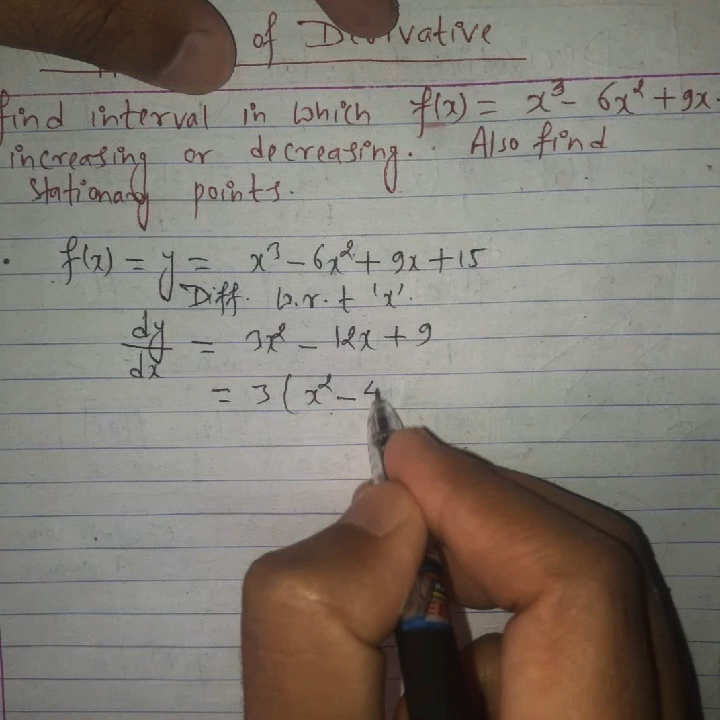 of Derivative
find interval in which f(x) = x³ - 6x² + 9x
increasing or decreasing. Also find
stationary points.
f(x) = y = x³ - 6x² + 9x + 15
Diff. w.r.t 'x'.
dy/dx = 3x² - 12x + 9
= 3(x² - 4